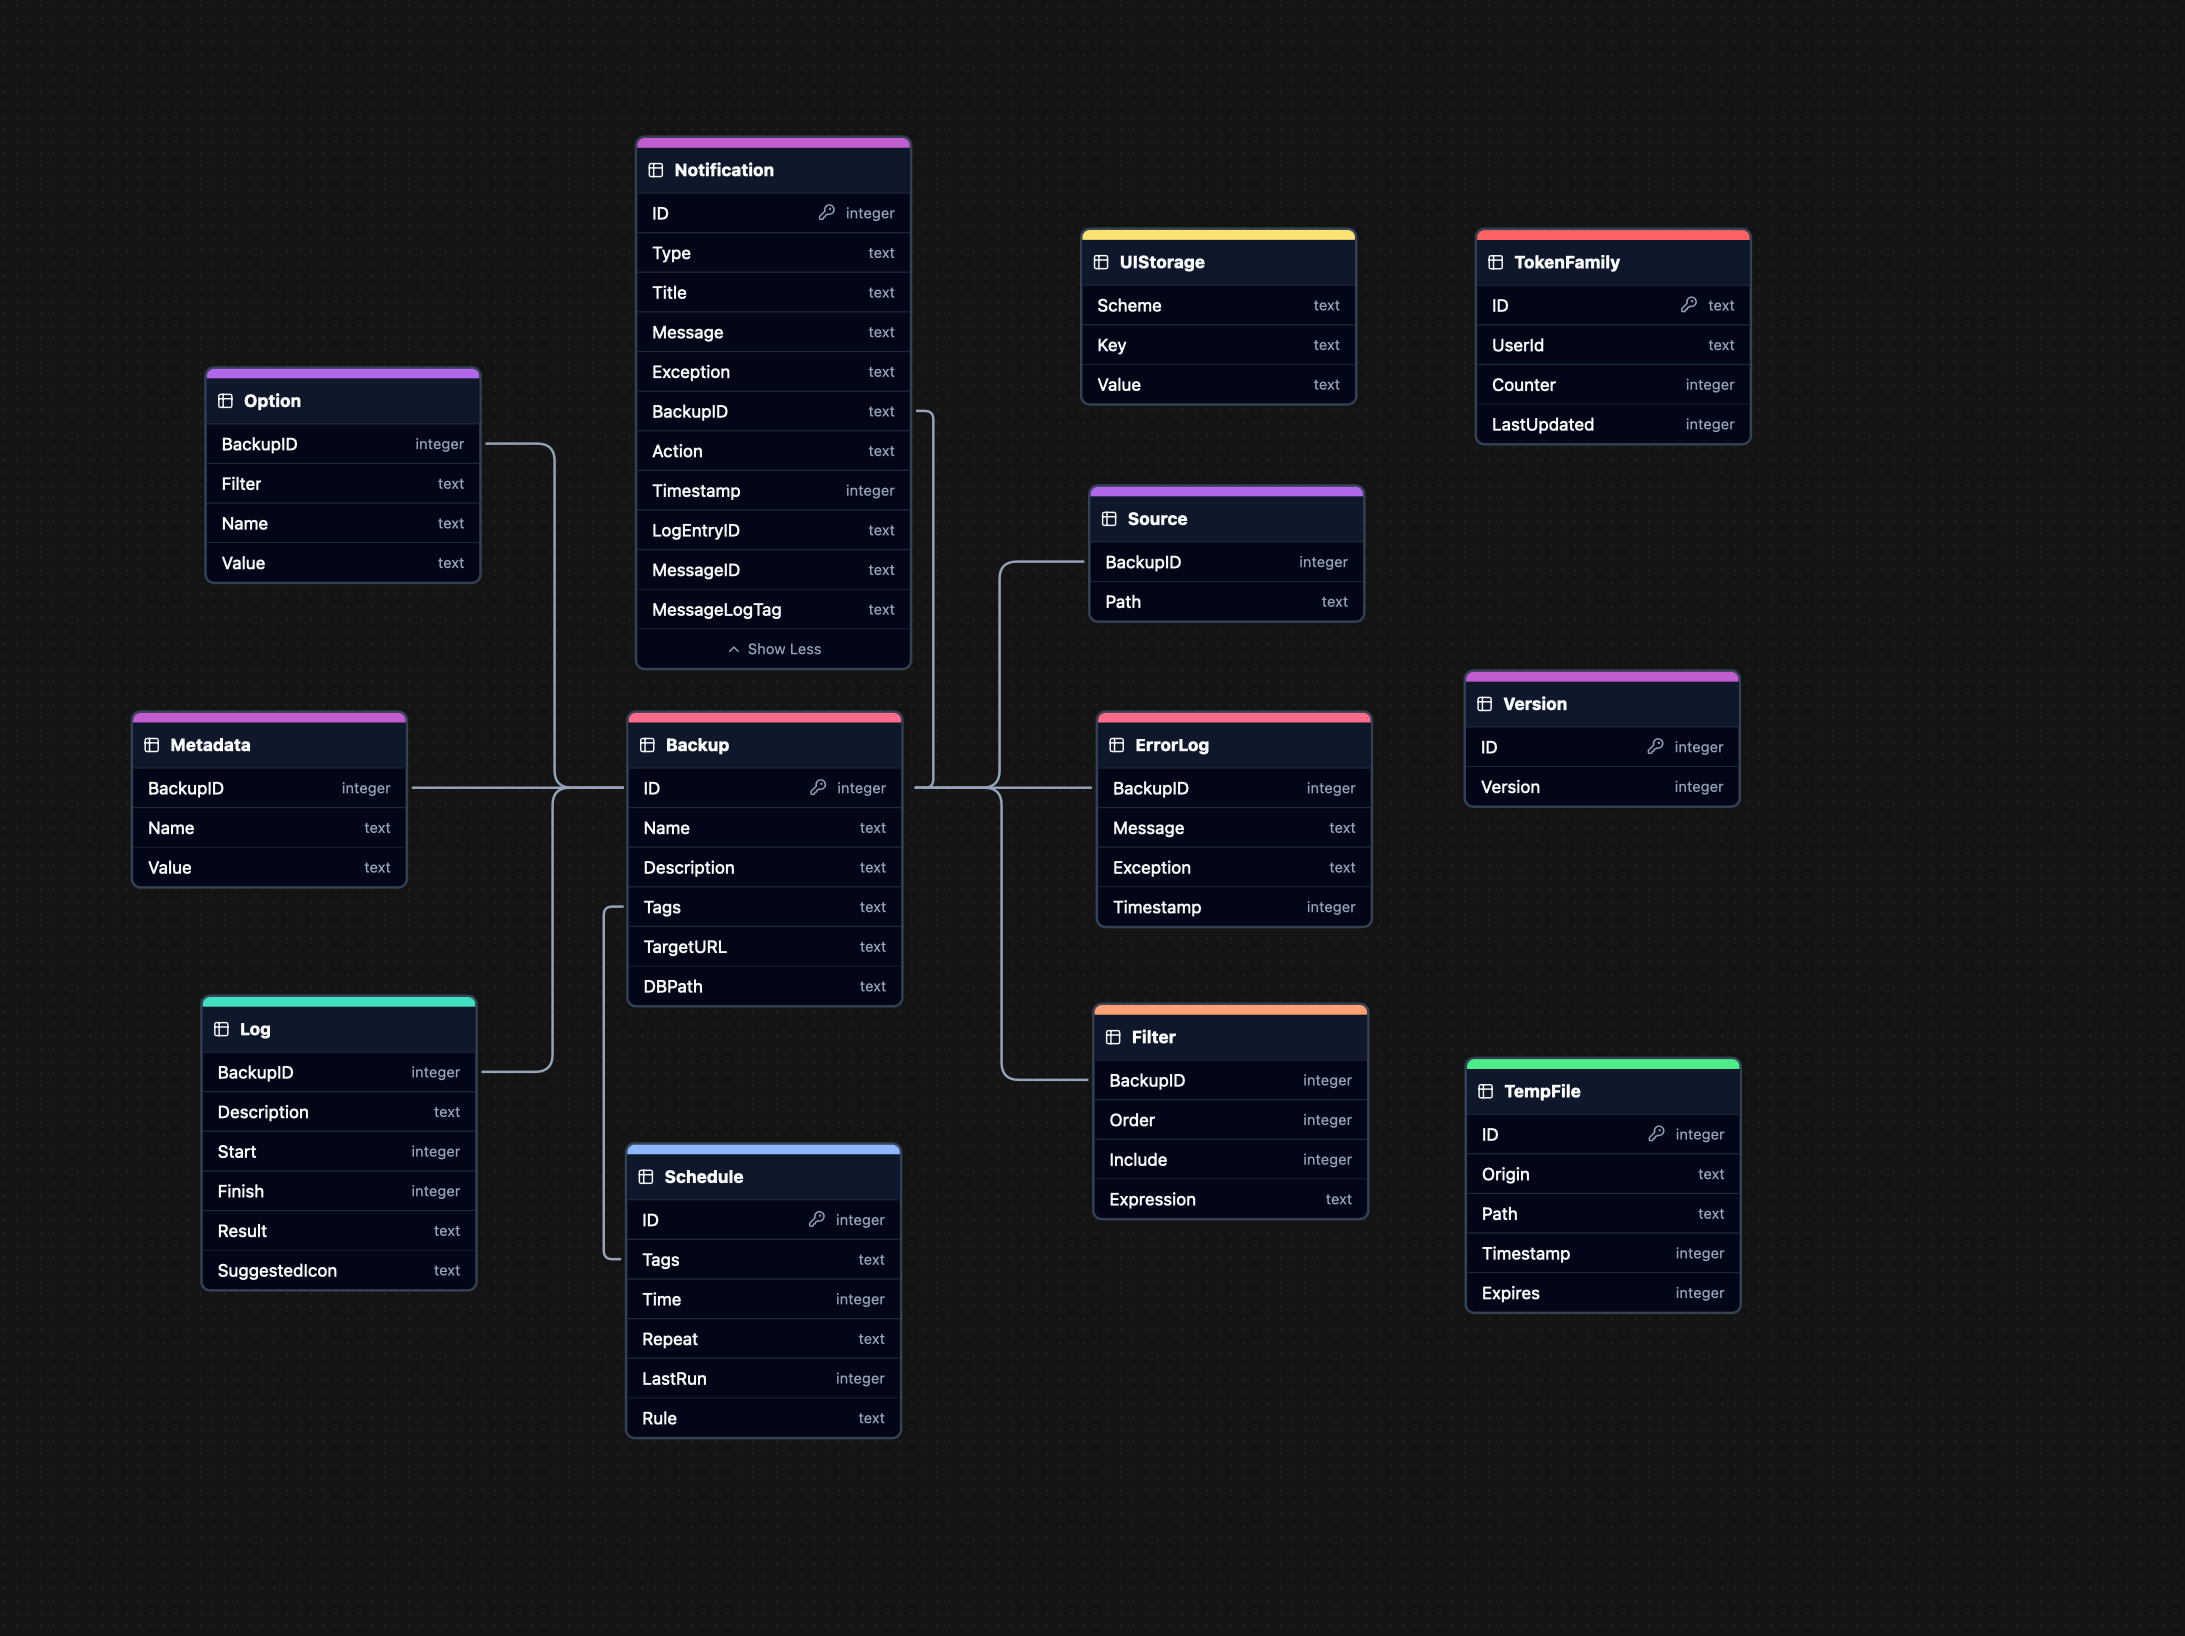 Notification
ID integer
Type text
Title text
Message text
Exception text
BackupID text
Action text
Timestamp integer
LogEntryID text
MessageID text
MessageLogTag text
Show Less
UIStorage
Scheme text
Key text
Value text
TokenFamily
ID text
UserId text
Counter integer
LastUpdated integer
Option
BackupID integer
Filter text
Name text
Value text
Source
BackupID integer
Path text
Metadata
BackupID integer
Name text
Value text
Backup
ID integer
Name text
Description text
Tags text
TargetURL text
DBPath text
ErrorLog
BackupID integer
Message text
Exception text
Timestamp integer
Version
ID integer
Version integer
Log
BackupID integer
Description text
Start integer
Finish integer
Result text
SuggestedIcon text
Schedule
ID integer
Tags text
Time integer
Repeat text
LastRun integer
Rule text
Filter
BackupID integer
Order integer
Include integer
Expression text
TempFile
ID integer
Origin text
Path text
Timestamp integer
Expires integer